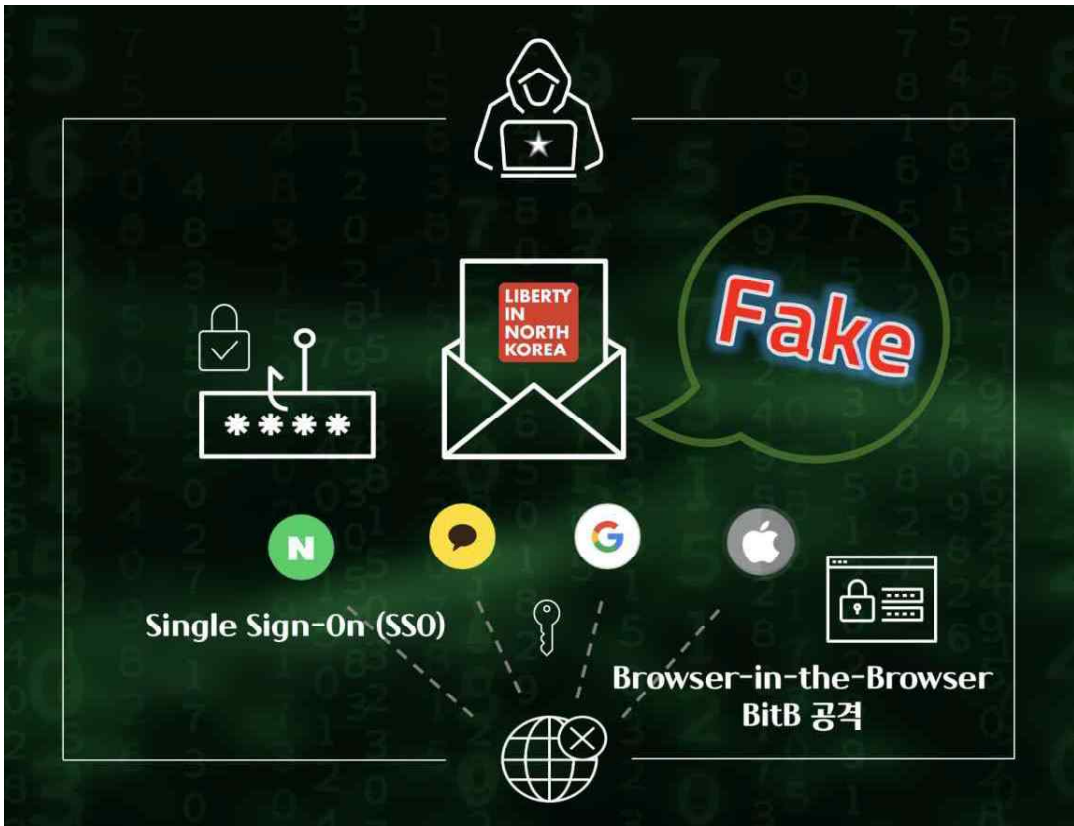 LIBERTY
IN
NORTH
KOREA
Fake
****
N
G
Single Sign-On (SSO)
Browser-in-the-Browser
BitB 공격